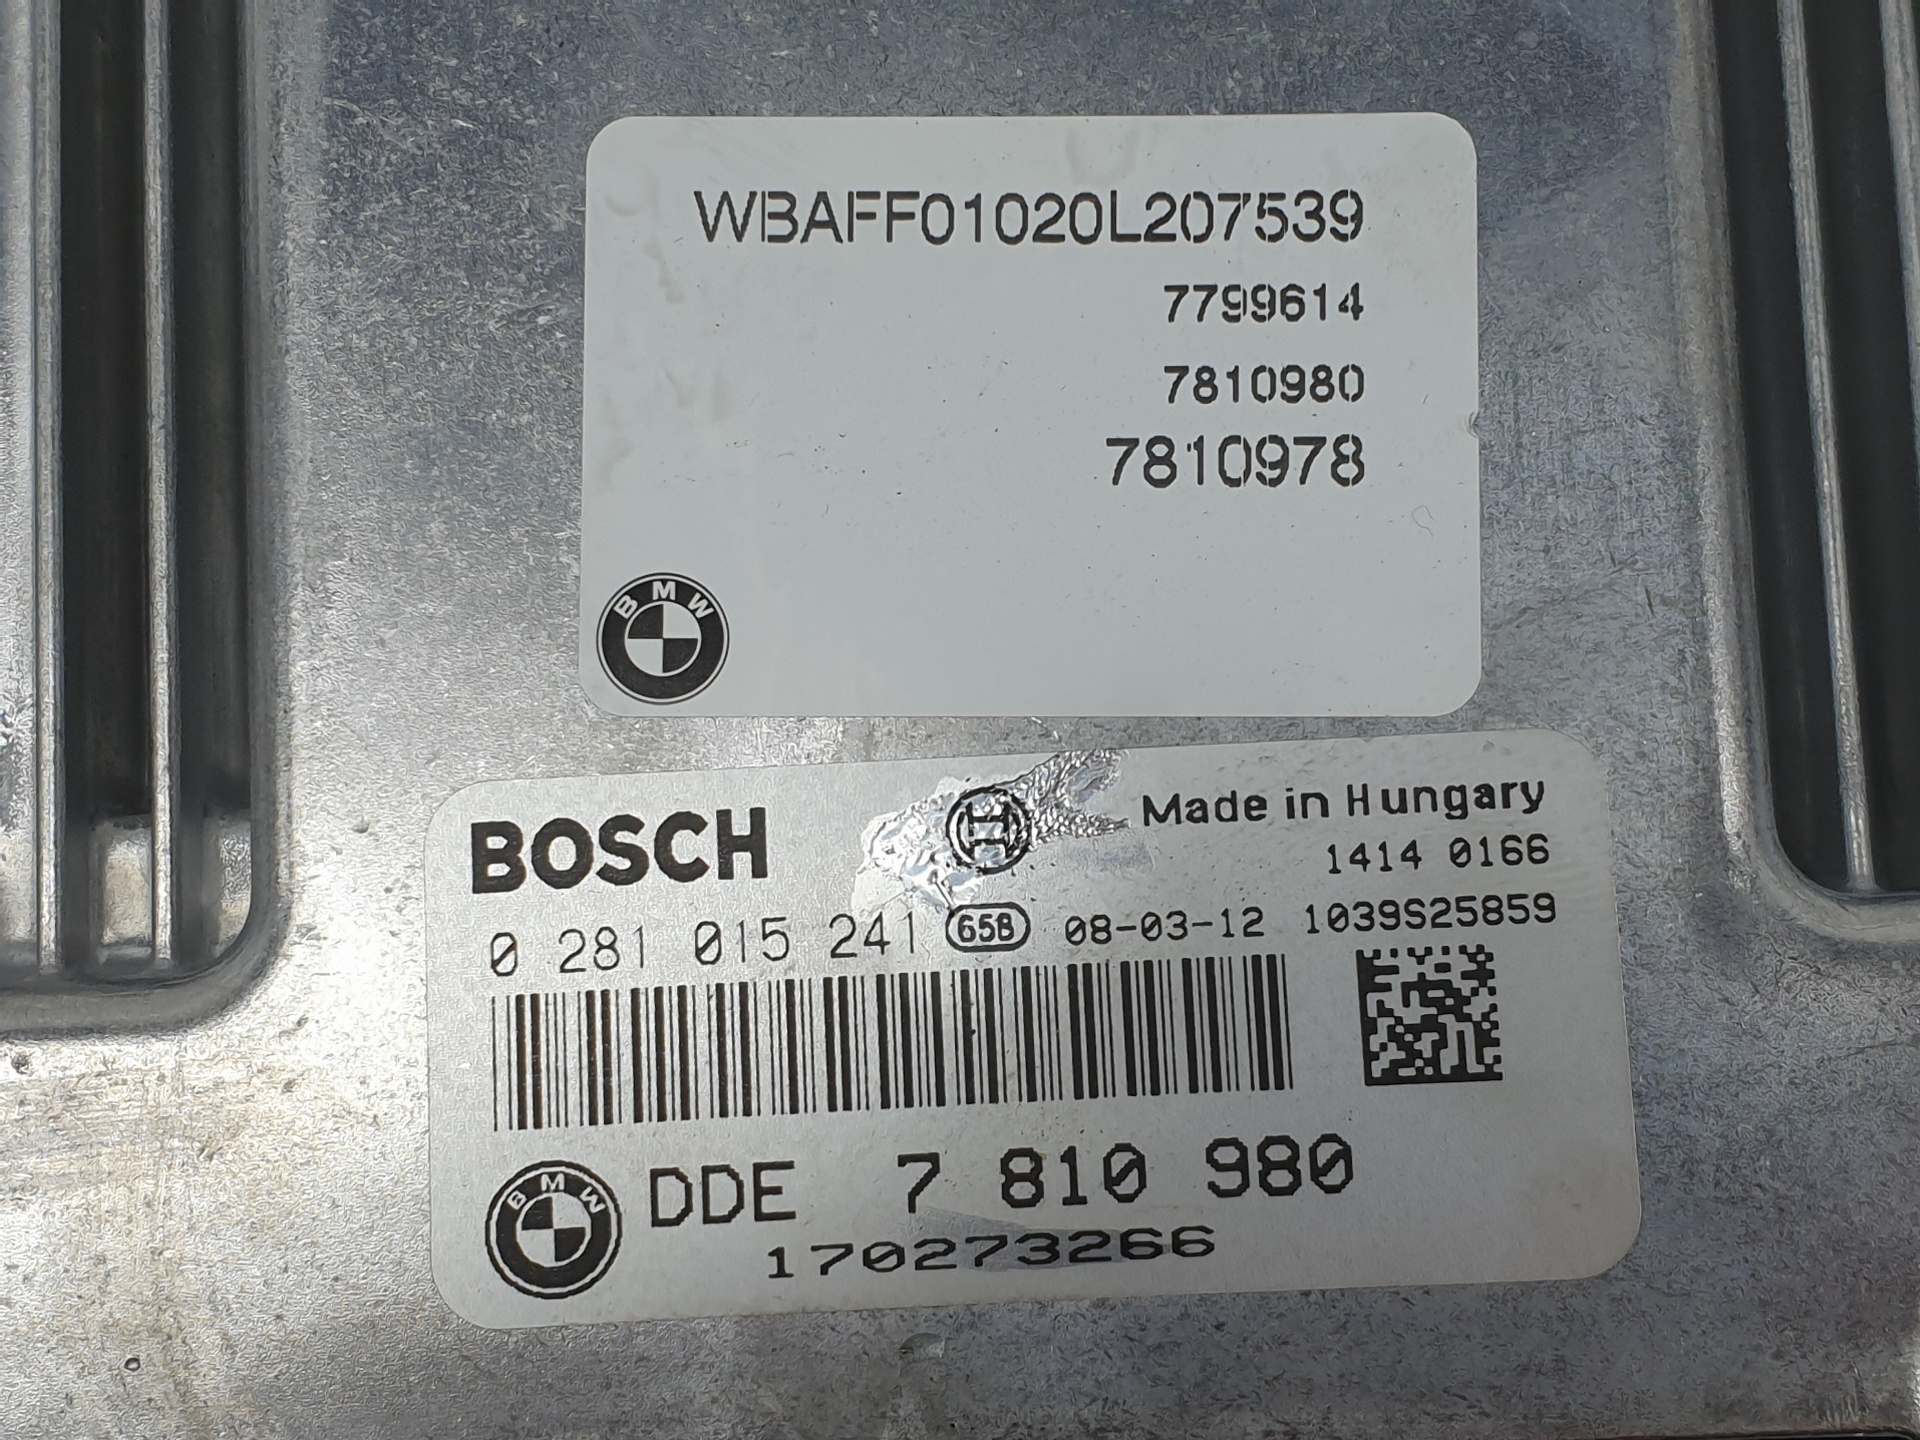 WBAFF01020L207539
7799614
7810980
7810978
BMW
BOSCH
Made in Hungary
1414 0166
0 281 015 241 65B 08-03-12 1039S25859
BMW DDE 7 810 980
170273266